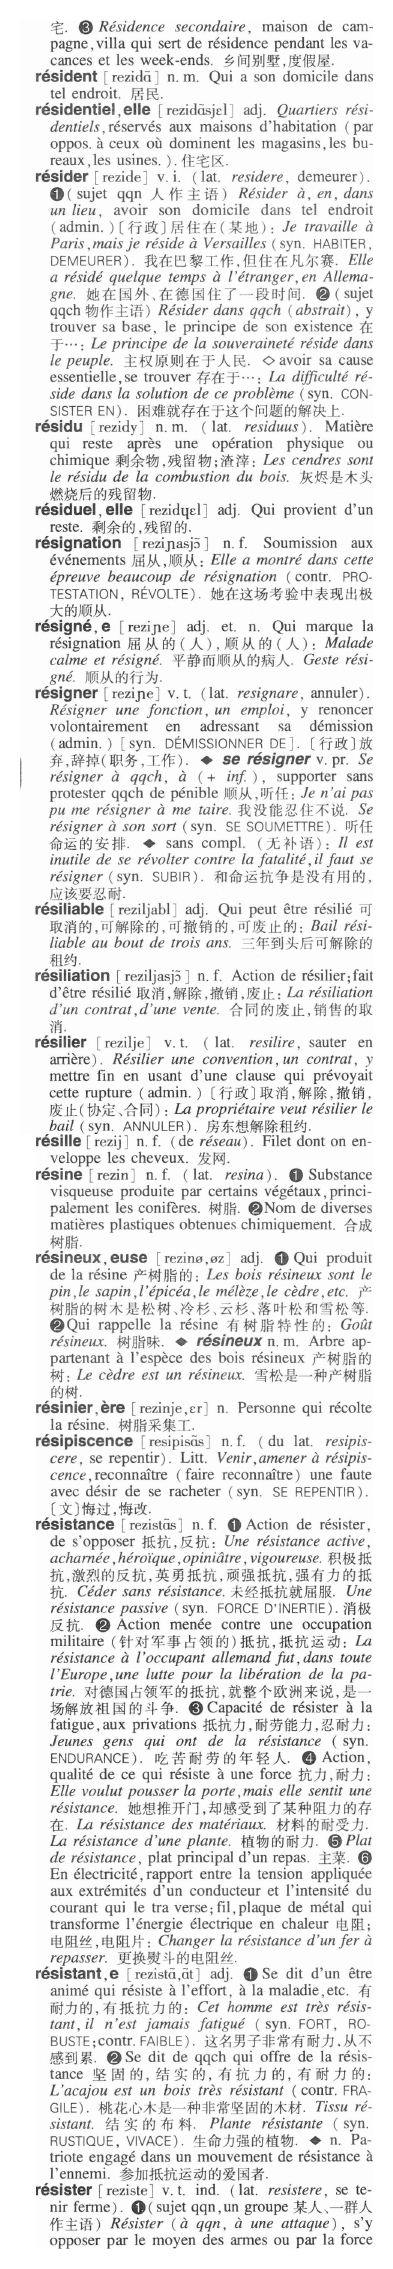 宅. ❸ Résidence secondaire, maison de cam-
pagne,villa qui sert de résidence pendant les va-
cances et les week-ends. 乡间别墅,度假屋.
résident [rezidɑ̃] n. m. Qui a son domicile dans
tel endroit. 居民.
résidentiel,elle [rezidɑ̃sjɛl] adj. Quartiers rési-
dentiels,réservés aux maisons d'habitation (par
oppos. à ceux où dominent les magasins,les bu-
reaux,les usines.). 住宅区.
résider [rezide] v. i. (lat. residere, demeurer).
❶(sujet qqn 人作主语) Résider à, en, dans
un lieu, avoir son domicile dans tel endroit
(admin.)〔行政〕居住在(某地): Je travaille à
Paris,mais je réside à Versailles (syn. HABITER,
DEMEURER). 我在巴黎工作,但住在凡尔赛. Elle
a résidé quelque temps à l'étranger,en Allema-
gne. 她在国外、在德国住了一段时间. ❷(sujet
qqch 物作主语) Résider dans qqch (abstrait), y
trouver sa base, le principe de son existence 在
于…: Le principe de la souveraineté réside dans
le peuple. 主权原则在于人民. ◇avoir sa cause
essentielle,se trouver 存在于…: La difficulté ré-
side dans la solution de ce problème (syn. CON-
SISTER EN). 困难就存在于这个问题的解决上.
résidu [rezidy] n. m. (lat. residuus). Matière
qui reste après une opération physique ou
chimique 剩余物,残留物;渣滓: Les cendres sont
le résidu de la combustion du bois. 灰烬是木头
燃烧后的残留物.
résiduel,elle [rezidɥɛl] adj. Qui provient d'un
reste. 剩余的,残留的.
résignation [reziɲasjɔ̃] n. f. Soumission aux
événements 屈从,顺从: Elle a montré dans cette
épreuve beaucoup de résignation (contr. PRO-
TESTATION, RÉVOLTE). 她在这场考验中表现出极
大的顺从.
résigné,e [reziɲe] adj. et. n. Qui marque la
résignation 屈从的(人),顺从的(人): Malade
calme et résigné. 平静而顺从的病人. Geste rési-
gné. 顺从的行为.
résigner [reziɲe] v. t. (lat. resignare, annuler).
Résigner une fonction, un emploi, y renoncer
volontairement en adressant sa démission
(admin.) [syn. DÉMISSIONNER DE].〔行政〕放
弃,辞掉(职务,工作). ◆ se résigner v. pr. Se
résigner à qqch, à (+ inf.), supporter sans
protester qqch de pénible 顺从,听任: Je n'ai pas
pu me résigner à me taire. 我没能忍住不说. Se
résigner à son sort (syn. SE SOUMETTRE). 听任
命运的安排. ◆ sans compl. (无补语): Il est
inutile de se révolter contre la fatalité,il faut se
résigner (syn. SUBIR). 和命运抗争是没有用的,
应该要忍耐.
résiliable [reziljabl] adj. Qui peut être résilié 可
取消的,可解除的,可撤销的,可废止的: Bail rési-
liable au bout de trois ans. 三年到头后可解除的
租约.
résiliation [reziljasjɔ̃] n. f. Action de résilier;fait
d'être résilié 取消,解除,撤销,废止: La résiliation
d'un contrat,d'une vente. 合同的废止,销售的取
消.
résilier [rezilje] v. t. (lat. resilire, sauter en
arrière). Résilier une convention,un contrat, y
mettre fin en usant d'une clause qui prévoyait
cette rupture (admin.)〔行政〕取消,解除,撤销,
废止(协定、合同): La propriétaire veut résilier le
bail (syn. ANNULER). 房东想解除租约.
résille [rezij] n. f. (de réseau). Filet dont on en-
veloppe les cheveux. 发网.
résine [rezin] n. f. (lat. resina). ❶ Substance
visqueuse produite par certains végétaux,princi-
palement les conifères. 树脂. ❷Nom de diverses
matières plastiques obtenues chimiquement. 合成
树脂.
résineux,euse [rezinø,øz] adj. ❶ Qui produit
de la résine 产树脂的: Les bois résineux sont le
pin,le sapin,l'épicéa,le mélèze,le cèdre,etc. 产
树脂的树木是松树、冷杉、云杉、落叶松和雪松等.
❷Qui rappelle la résine 有树脂特性的: Goût
résineux. 树脂味. ◆ résineux n. m. Arbre ap-
partenant à l'espèce des bois résineux 产树脂的
树: Le cèdre est un résineux. 雪松是一种产树脂
的树.
résinier,ère [rezinje,ɛr] n. Personne qui récolte
la résine. 树脂采集工.
résipiscence [resipisɑ̃s] n. f. (du lat. resipis-
cere, se repentir). Litt. Venir,amener à résipis-
cence,reconnaître (faire reconnaître) une faute
avec désir de se racheter (syn. SE REPENTIR).
〔文〕悔过,悔改.
résistance [rezistɑ̃s] n. f. ❶ Action de résister,
de s'opposer 抵抗,反抗: Une résistance active,
acharnée,héroïque,opiniâtre,vigoureuse. 积极抵
抗,激烈的反抗,英勇抵抗,顽强抵抗,强有力的抵
抗. Céder sans résistance. 未经抵抗就屈服. Une
résistance passive (syn. FORCE D'INERTIE). 消极
反抗. ❷ Action menée contre une occupation
militaire (针对军事占领的)抵抗,抵抗运动: La
résistance à l'occupant allemand fut,dans toute
l'Europe,une lutte pour la libération de la pa-
trie. 对德国占领军的抵抗,就整个欧洲来说,是一
场解放祖国的斗争. ❸Capacité de résister à la
fatigue,aux privations 抵抗力,耐劳能力,忍耐力:
Jeunes gens qui ont de la résistance (syn.
ENDURANCE). 吃苦耐劳的年轻人. ❹ Action,
qualité de ce qui résiste à une force 抗力,耐力:
Elle voulut pousser la porte,mais elle sentit une
résistance. 她想推开门,却感受到了某种阻力的存
在. La résistance des matériaux. 材料的耐受力.
La résistance d'une plante. 植物的耐力. ❺ Plat
de résistance, plat principal d'un repas. 主菜. ❻
En électricité,rapport entre la tension appliquée
aux extrémités d'un conducteur et l'intensité du
courant qui le tra verse;fil,plaque de métal qui
transforme l'énergie électrique en chaleur 电阻;
电阻丝,电阻片: Changer la résistance d'un fer à
repasser. 更换熨斗的电阻丝.
résistant,e [rezistɑ̃,ɑ̃t] adj. ❶Se dit d'un être
animé qui résiste à l'effort, à la maladie,etc. 有
耐力的,有抵抗力的: Cet homme est très résis-
tant,il n'est jamais fatigué (syn. FORT, RO-
BUSTE;contr. FAIBLE). 这名男子非常有耐力,从不
感到累. ❷Se dit de qqch qui offre de la résis-
tance 坚固的,结实的,有抗力的,有耐力的:
L'acajou est un bois très résistant (contr. FRA-
GILE). 桃花心木是一种非常坚固的木材. Tissu ré-
sistant. 结实的布料. Plante résistante (syn.
RUSTIQUE, VIVACE). 生命力强的植物. ◆ n. Pa-
triote engagé dans un mouvement de résistance à
l'ennemi. 参加抵抗运动的爱国者.
résister [reziste] v. t. ind. (lat. resistere, se te-
nir ferme). ❶(sujet qqn,un groupe 某人、一群人
作主语) Résister (à qqn, à une attaque), s'y
opposer par le moyen des armes ou par la force